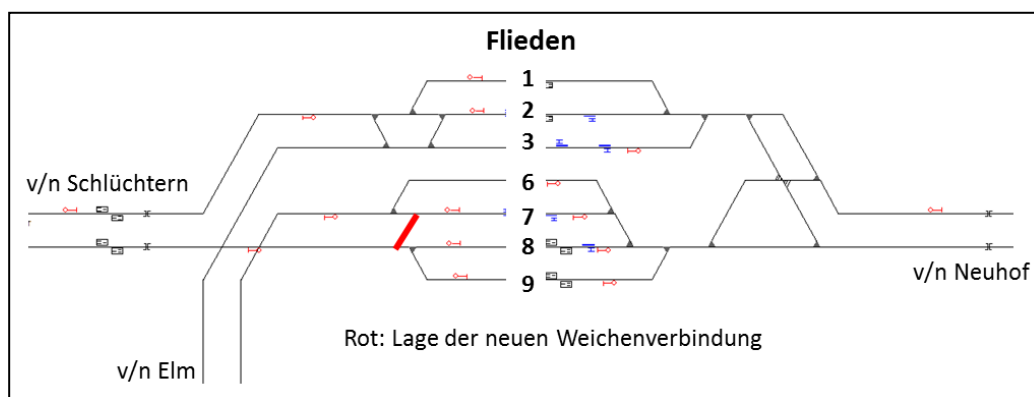 Flieden
1
2
3
v/n Schlüchtern
6
7
8
9
v/n Neuhof
Rot: Lage der neuen Weichenverbindung
v/n Elm